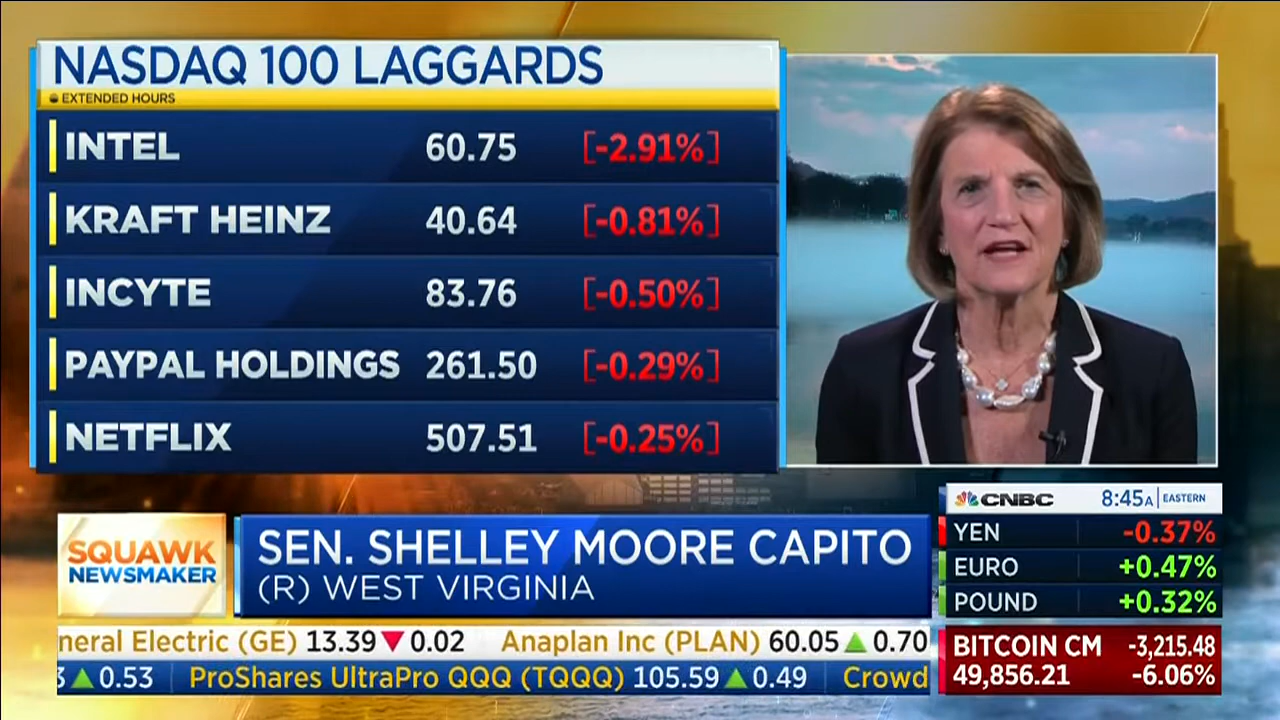 NASDAQ 100 LAGGARDS
EXTENDED HOURS
INTEL 60.75 [-2.91%]
KRAFT HEINZ 40.64 [-0.81%]
INCYTE 83.76 [-0.50%]
PAYPAL HOLDINGS 261.50 [-0.29%]
NETFLIX 507.51 [-0.25%]
SQUAWK
NEWSMAKER
SEN. SHELLEY MOORE CAPITO
(R) WEST VIRGINIA
CNBC 8:45A EASTERN
YEN -0.37%
EURO +0.47%
POUND +0.32%
BITCOIN CM -3,215.48
49,856.21 -6.06%
neral Electric (GE) 13.39 ▼ 0.02 Anaplan Inc (PLAN) 60.05 ▲ 0.70
3 ▲ 0.53 ProShares UltraPro QQQ (TQQQ) 105.59 ▲ 0.49 Crowd